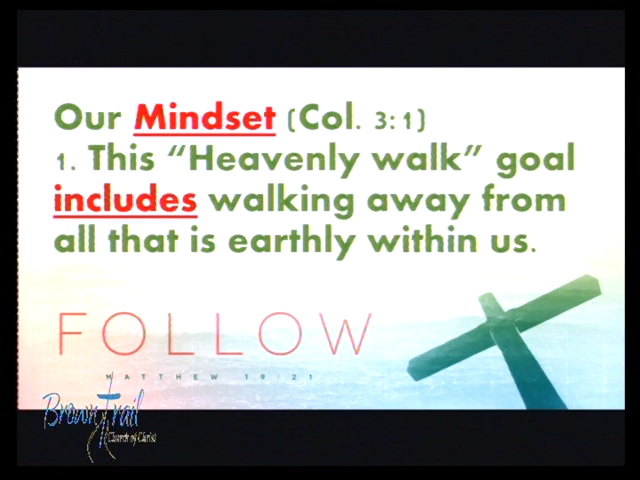 Our Mindset (Col. 3:1)
1. This “Heavenly walk” goal
includes walking away from
all that is earthly within us.
FOLLOW
MATTHEW 19:21
Brown Trail
Church of Christ